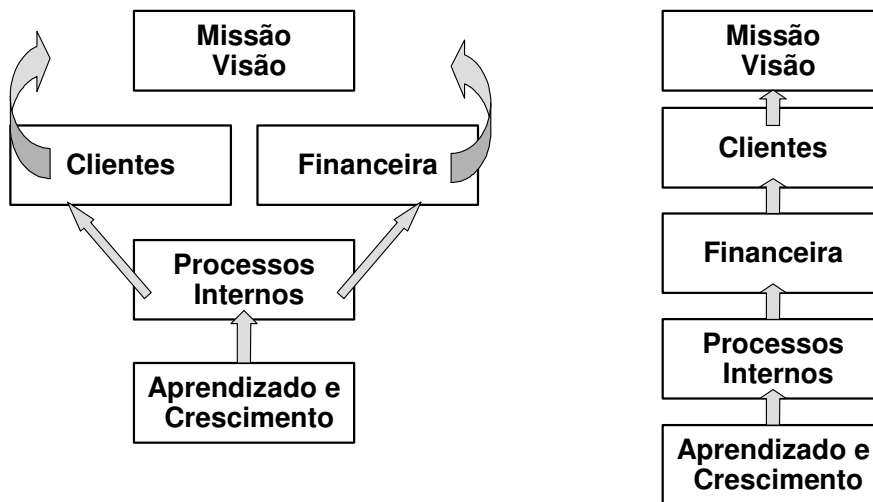 Missão
Visão
Clientes
Financeira
Processos
Internos
Aprendizado e
Crescimento
Missão
Visão
Clientes
Financeira
Processos
Internos
Aprendizado e
Crescimento